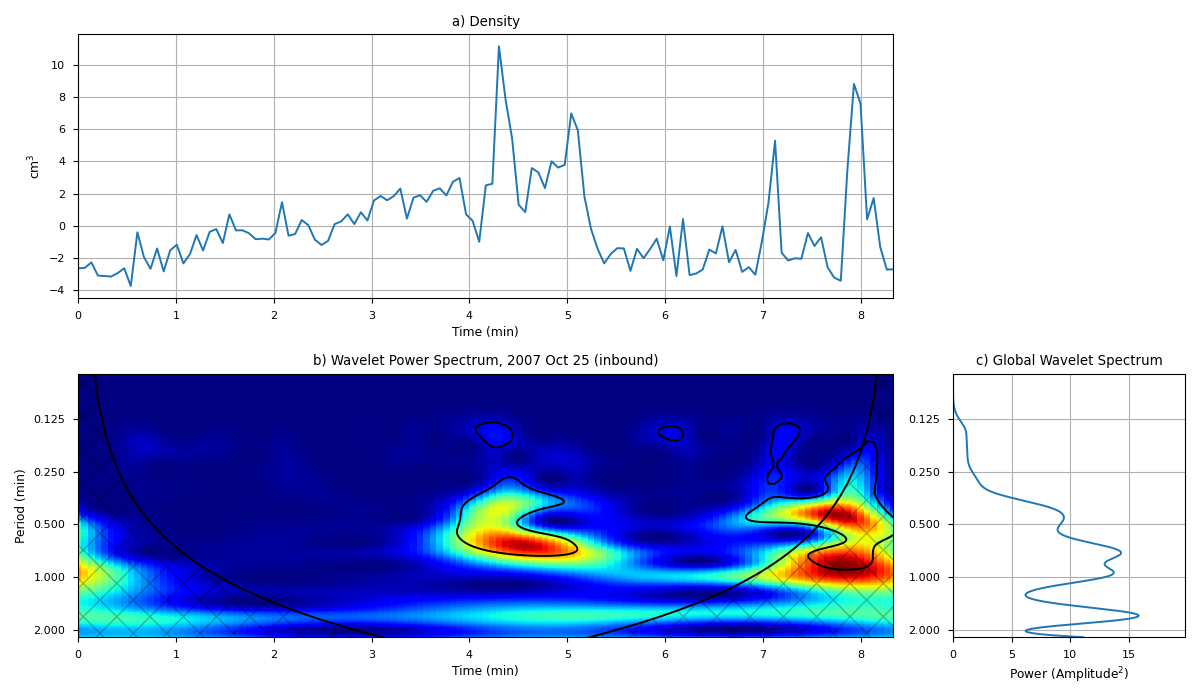 a) Density
10
8
6
4
2
0
−2
−4
cm³
0 1 2 3 4 5 6 7 8
Time (min)
b) Wavelet Power Spectrum, 2007 Oct 25 (inbound)
0.125
0.250
0.500
1.000
2.000
Period (min)
0 1 2 3 4 5 6 7 8
Time (min)
c) Global Wavelet Spectrum
0.125
0.250
0.500
1.000
2.000
0 5 10 15
Power (Amplitude²)